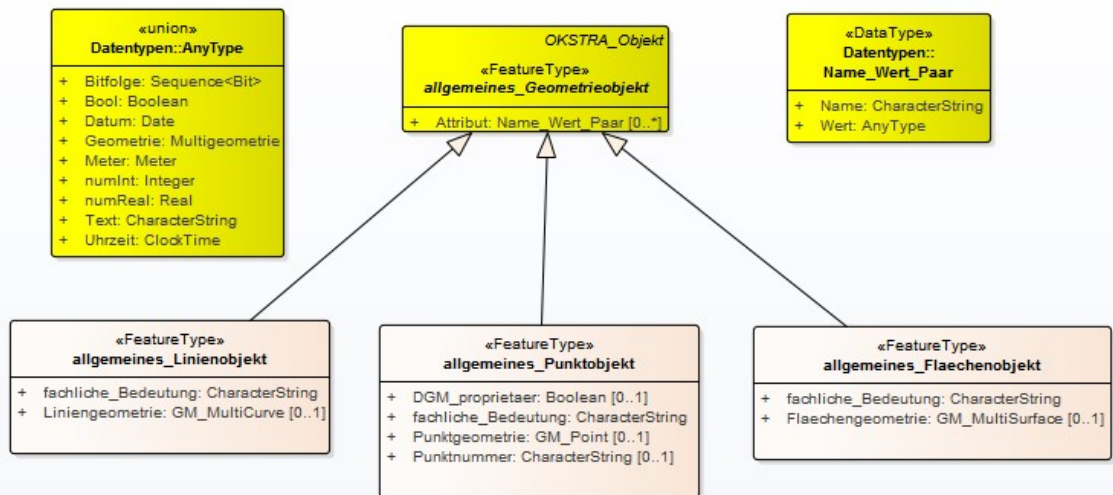 «union»
Datentypen::AnyType
+ Bitfolge: Sequence<Bit>
+ Bool: Boolean
+ Datum: Date
+ Geometrie: Multigeometrie
+ Meter: Meter
+ numInt: Integer
+ numReal: Real
+ Text: CharacterString
+ Uhrzeit: ClockTime
OKSTRA_Objekt
«FeatureType»
allgemeines_Geometrieobjekt
+ Attribut: Name_Wert_Paar [0..*]
«DataType»
Datentypen::
Name_Wert_Paar
+ Name: CharacterString
+ Wert: AnyType
«FeatureType»
allgemeines_Linienobjekt
+ fachliche_Bedeutung: CharacterString
+ Liniengeometrie: GM_MultiCurve [0..1]
«FeatureType»
allgemeines_Punktobjekt
+ DGM_proprietaer: Boolean [0..1]
+ fachliche_Bedeutung: CharacterString
+ Punktgeometrie: GM_Point [0..1]
+ Punktnummer: CharacterString [0..1]
«FeatureType»
allgemeines_Flaechenobjekt
+ fachliche_Bedeutung: CharacterString
+ Flaechengeometrie: GM_MultiSurface [0..1]